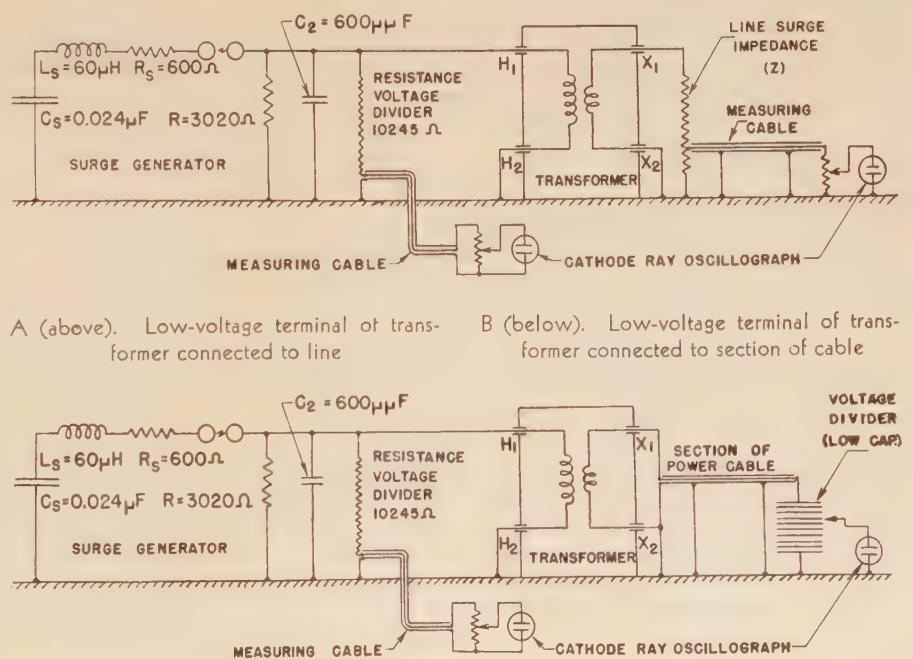 C₂ = 600μμF
LINE SURGE
IMPEDANCE
(Z)
Lₛ = 60μH Rₛ = 600Ω
H₁
X₁
RESISTANCE
VOLTAGE
DIVIDER
10245 Ω
MEASURING
CABLE
Cₛ = 0.024μF R = 3020Ω
SURGE GENERATOR
H₂
X₂
TRANSFORMER
MEASURING CABLE
CATHODE RAY OSCILLOGRAPH
A (above). Low-voltage terminal of trans-
former connected to line
B (below). Low-voltage terminal of trans-
former connected to section of cable
C₂ = 600μμF
VOLTAGE
DIVIDER
(LOW CAP.)
Lₛ = 60μH Rₛ = 600Ω
H₁
X₁
RESISTANCE
VOLTAGE
DIVIDER
10245 Ω
SECTION OF
POWER CABLE
Cₛ = 0.024μF R = 3020Ω
SURGE GENERATOR
H₂
X₂
TRANSFORMER
MEASURING CABLE
CATHODE RAY OSCILLOGRAPH